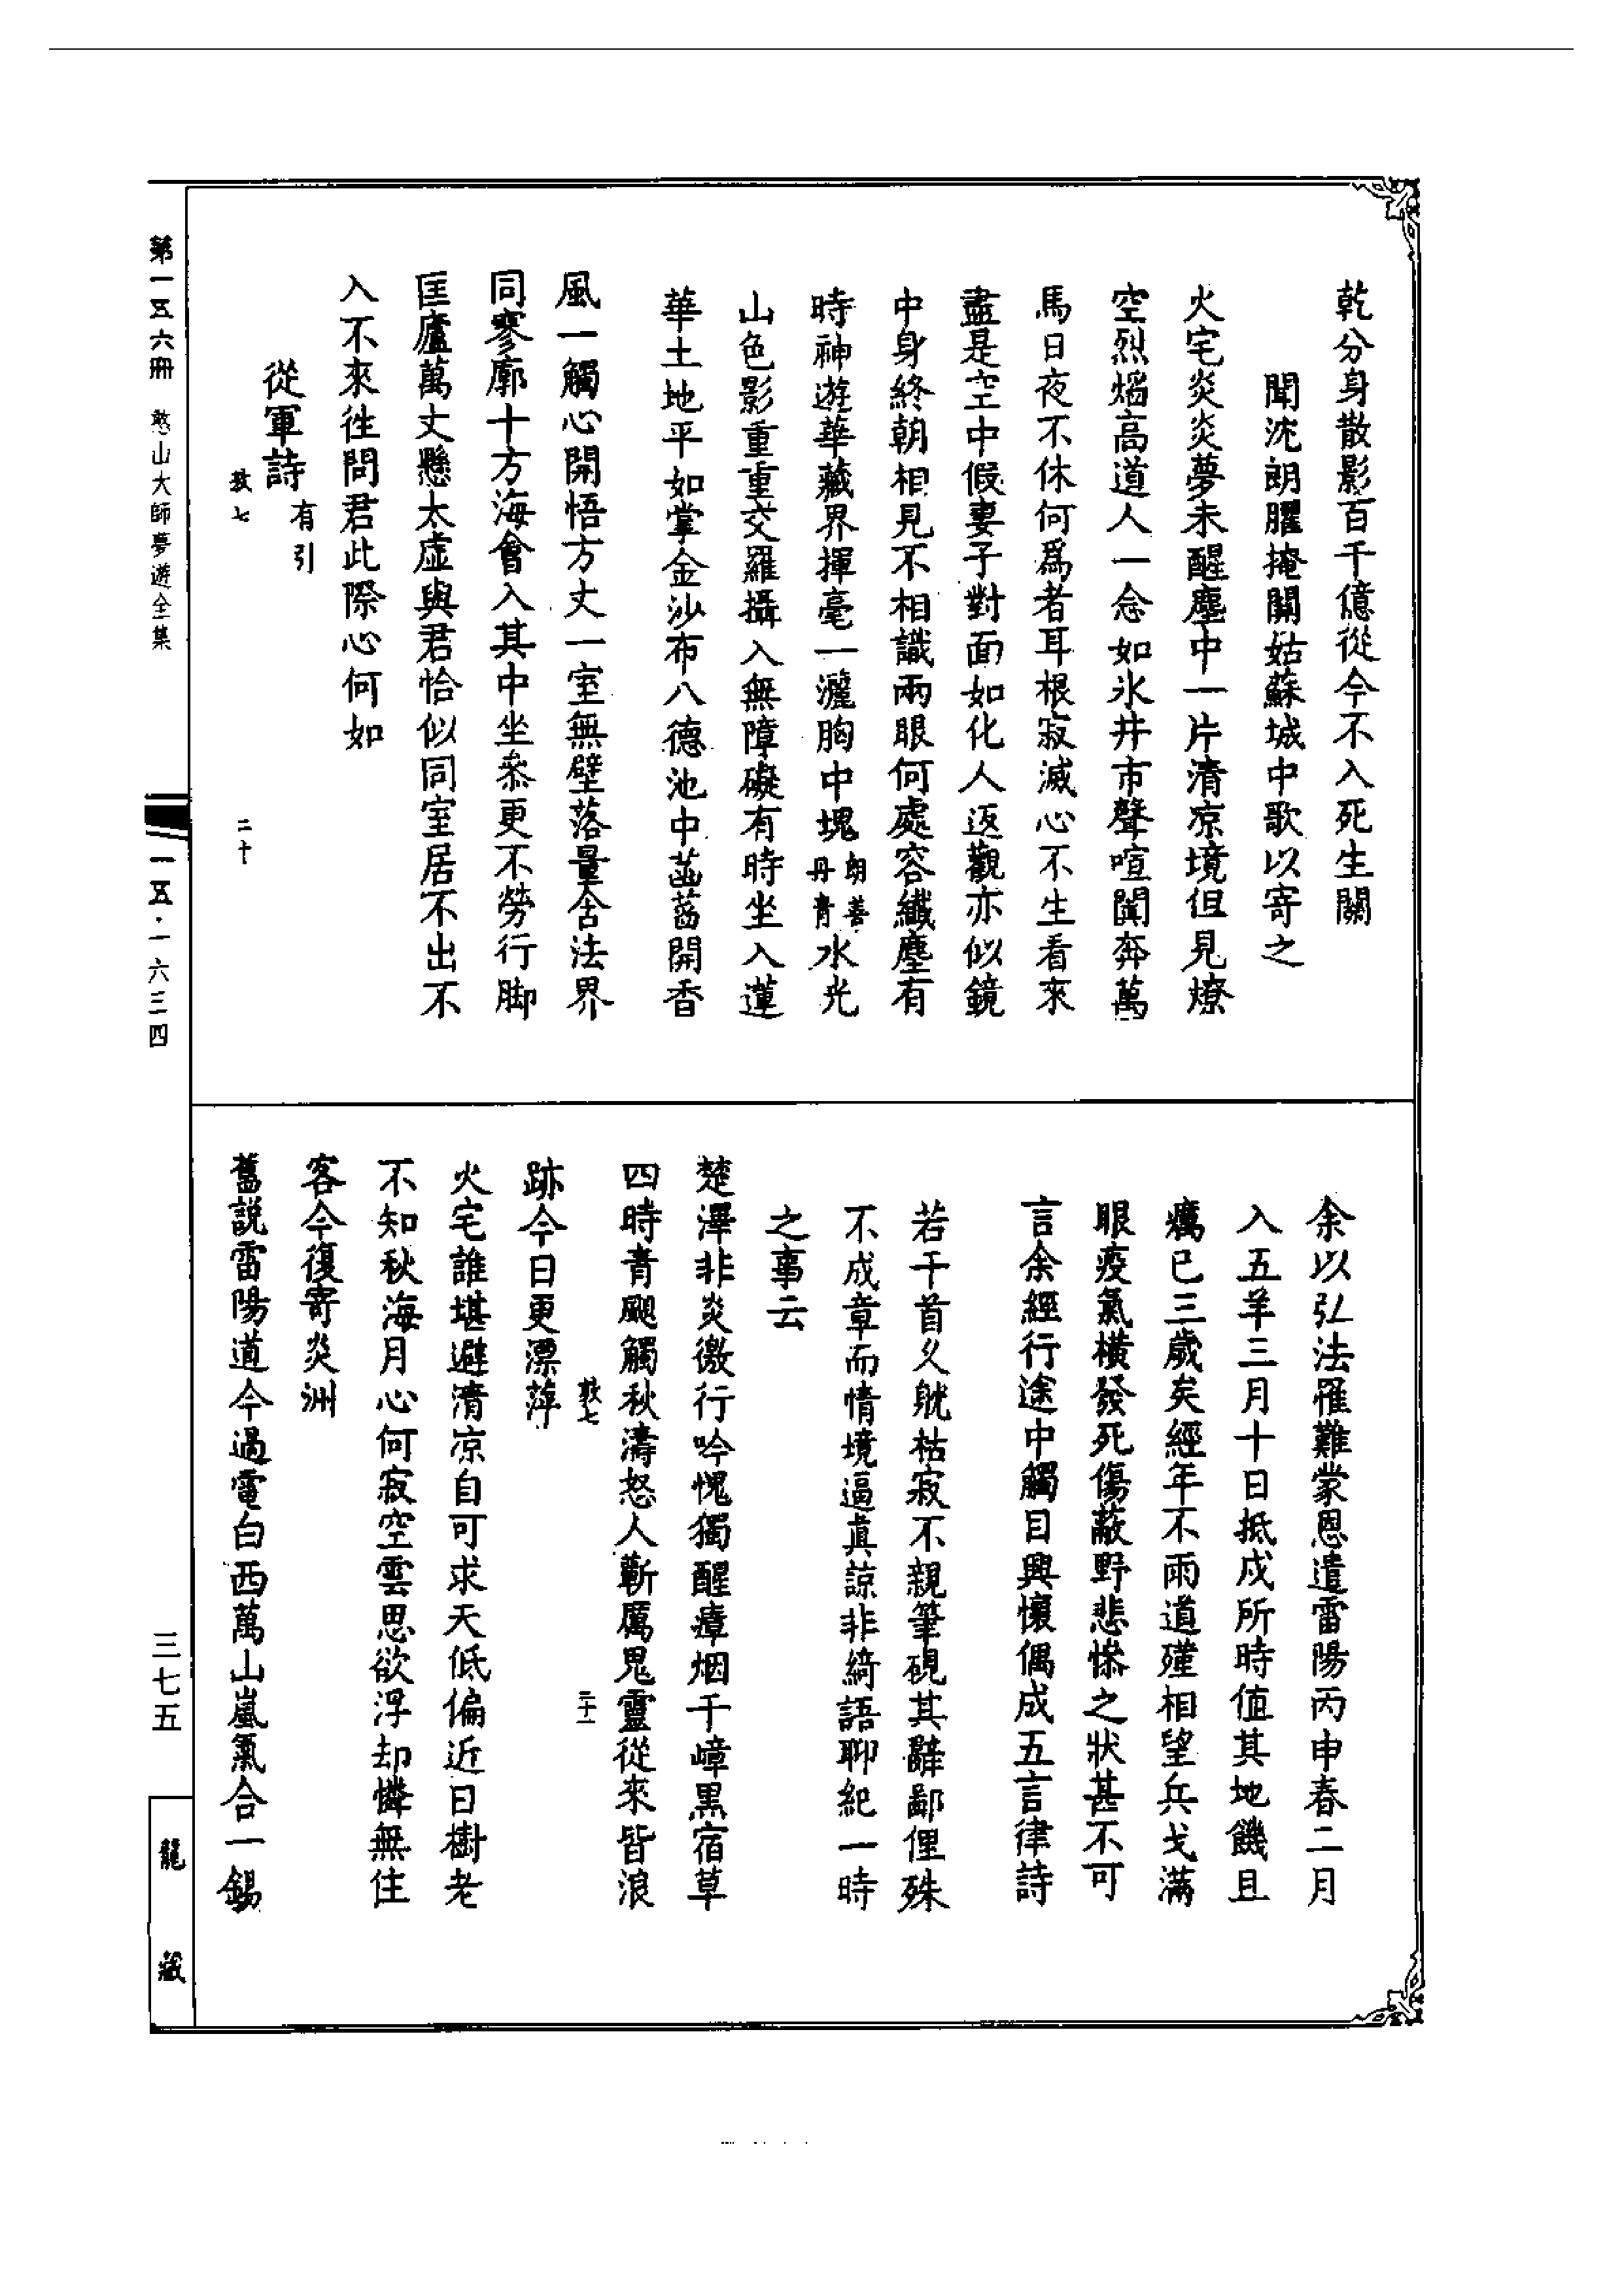 乾分身散影百千億從今不入死生關
聞沈朗臞掩關姑蘇城中歌以寄之
火宅炎炎夢未醒塵中一片清凉境但見燎
空烈焰高道人一念如氷井市聲喧闐奔萬
馬日夜不休何爲者耳根寂滅心不生看來
盡是空中假妻子對面如化人返觀亦似鏡
中身終朝相見不相識兩眼何處容纖塵有
時神遊華藏界揮毫一灑胸中塊朗善丹青水光
山色影重重交羅攝入無障礙有時坐入蓮
華土地平如掌金沙布八德池中菡萏開香
風一觸心開悟方丈一室無壁落量含法界
同寥廓十方海會入其中坐叅更不勞行脚
匡廬萬丈懸太虛與君恰似同室居不出不
入不來徃問君此際心何如
從軍詩有引
敦七 二十
余以弘法罹難蒙恩遣雷陽丙申春二月
入五羊三月十日抵戍所時值其地饑且
癘已三歲矣經年不雨道殣相望兵戈滿
眼疫氣橫發死傷蔽野悲慘之狀甚不可
言余經行途中觸目興懷偶成五言律詩
若干首久躭枯寂不親筆硯其辭鄙俚殊
不成章而情境逼眞諒非綺語聊紀一時
之事云
楚澤非炎徼行吟愧獨醒瘴烟千嶂黑宿草
四時青颶觸秋濤怒人蘄厲鬼靈從來皆浪
敦七 二十一
跡今日更漂萍
火宅誰堪避清凉自可求天低偏近日樹老
不知秋海月心何寂空雲思欲浮却憐無住
客今復寄炎洲
舊説雷陽道今過電白西萬山嵐氣合一錫
第一五六冊 憨山大師夢遊全集
一五·一六三四
三七五
龍藏